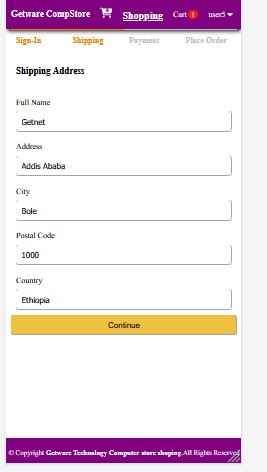 Getware CompStore Shopping Cart 1 user5
Sign-In Shipping Payment Place Order
Shipping Address
Full Name
Getnet
Address
Addis Ababa
City
Bole
Postal Code
1000
Country
Ethiopia
Continue
© Copyright Getware Technology Computer store shoping.All Rights Reserved